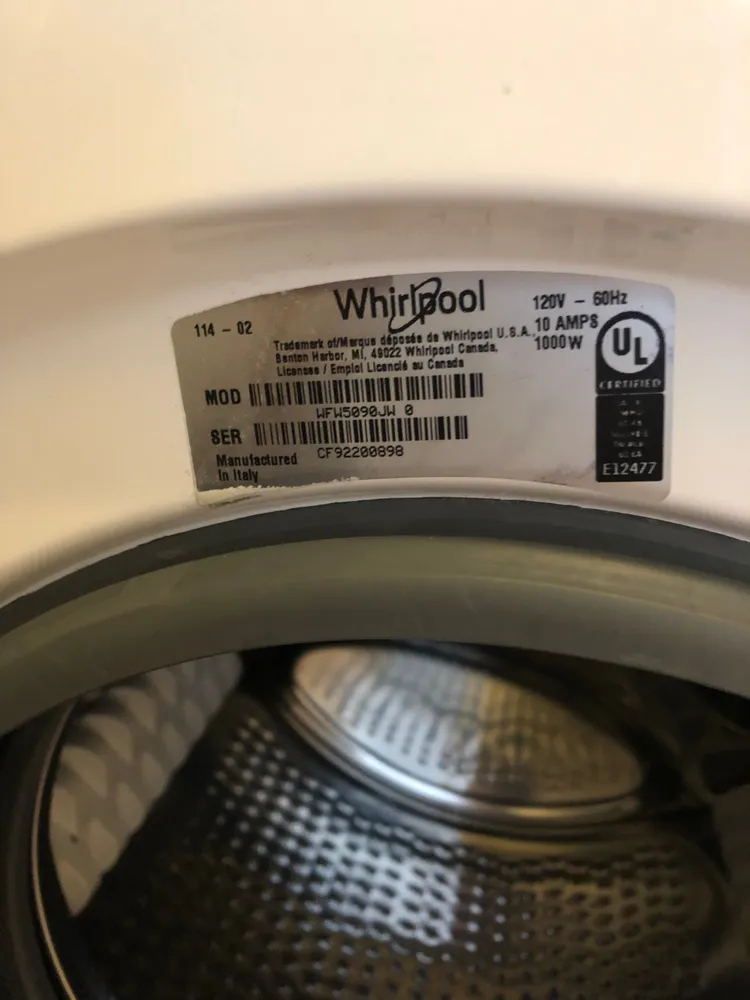 Whirlpool
120V - 60Hz
114 - 02
10 AMPS
1000W
Trademark of/Marque déposée de Whirlpool U.S.A.
Benton Harbor, MI, 49022 Whirlpool Canada,
Licensee / Emploi Licencié au Canada
UL
CERTIFIED
MOD
WFW5090JW 0
SER
CF92200898
Manufactured
In Italy
E12477